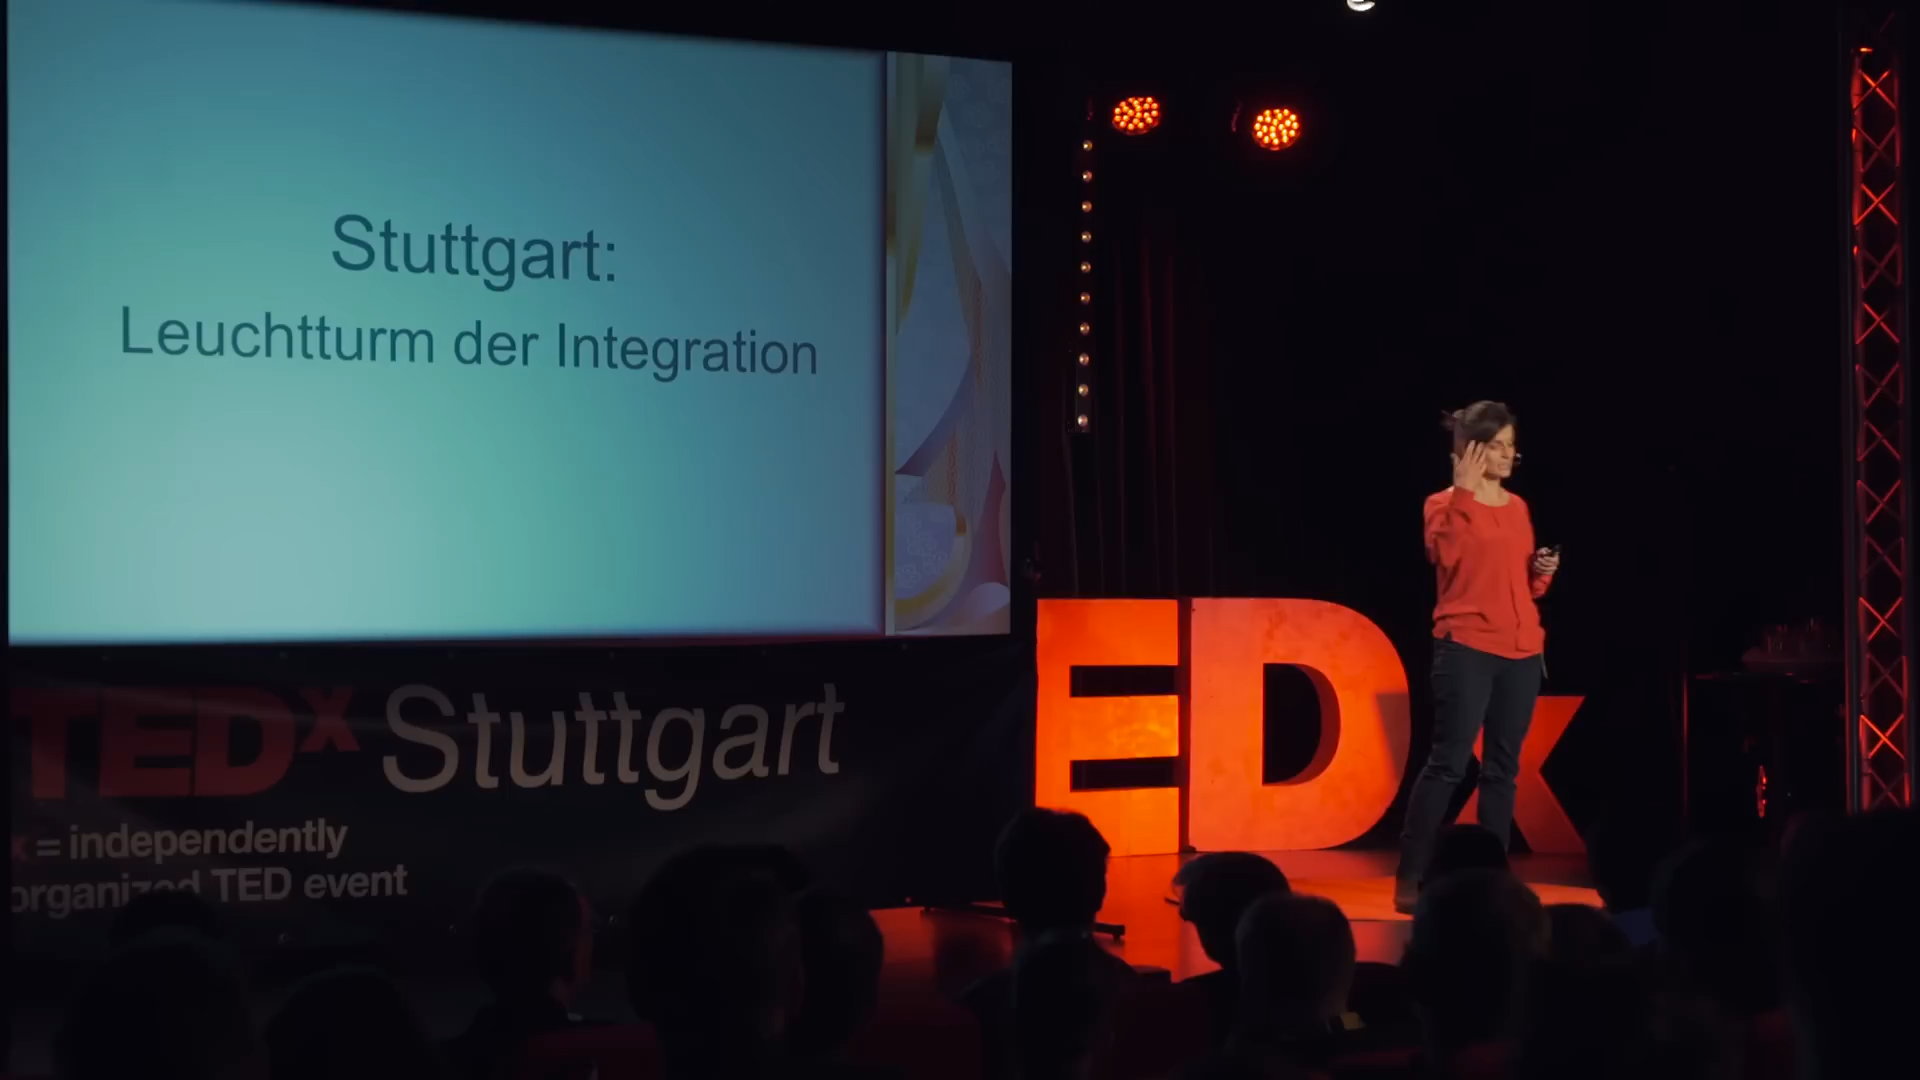 Stuttgart:
Leuchtturm der Integration
TEDx Stuttgart
x = independently
organized TED event
EDx